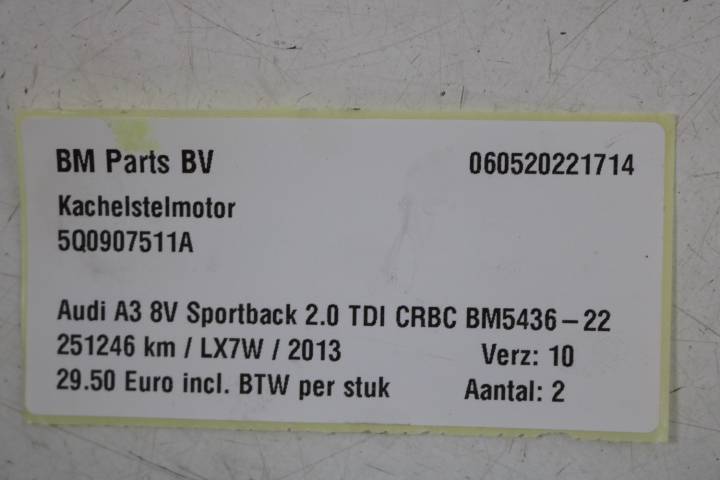 BM Parts BV 060520221714
Kachelstelmotor
5Q0907511A
Audi A3 8V Sportback 2.0 TDI CRBC BM5436-22
251246 km / LX7W / 2013 Verz: 10
29.50 Euro incl. BTW per stuk Aantal: 2